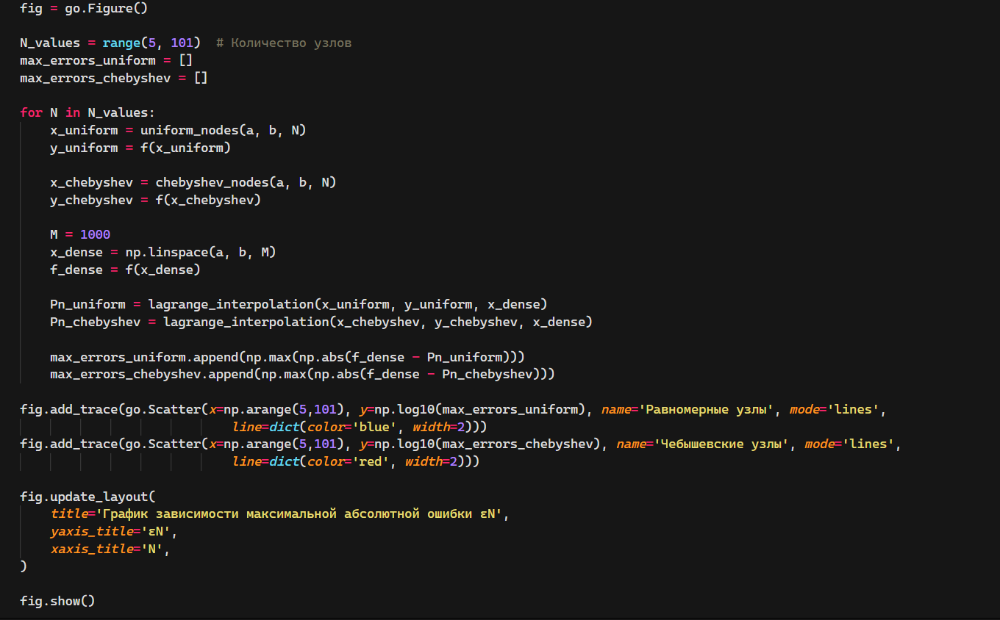 fig = go.Figure()
N_values = range(5, 101)  # Количество узлов
max_errors_uniform = []
max_errors_chebyshev = []
for N in N_values:
    x_uniform = uniform_nodes(a, b, N)
    y_uniform = f(x_uniform)
    x_chebyshev = chebyshev_nodes(a, b, N)
    y_chebyshev = f(x_chebyshev)
    M = 1000
    x_dense = np.linspace(a, b, M)
    f_dense = f(x_dense)
    Pn_uniform = lagrange_interpolation(x_uniform, y_uniform, x_dense)
    Pn_chebyshev = lagrange_interpolation(x_chebyshev, y_chebyshev, x_dense)
    max_errors_uniform.append(np.max(np.abs(f_dense - Pn_uniform)))
    max_errors_chebyshev.append(np.max(np.abs(f_dense - Pn_chebyshev)))
fig.add_trace(go.Scatter(x=np.arange(5,101), y=np.log10(max_errors_uniform), name='Равномерные узлы', mode='lines',
                            line=dict(color='blue', width=2)))
fig.add_trace(go.Scatter(x=np.arange(5,101), y=np.log10(max_errors_chebyshev), name='Чебышевские узлы', mode='lines',
                            line=dict(color='red', width=2)))
fig.update_layout(
    title='График зависимости максимальной абсолютной ошибки εN',
    yaxis_title='εN',
    xaxis_title='N',
)
fig.show()